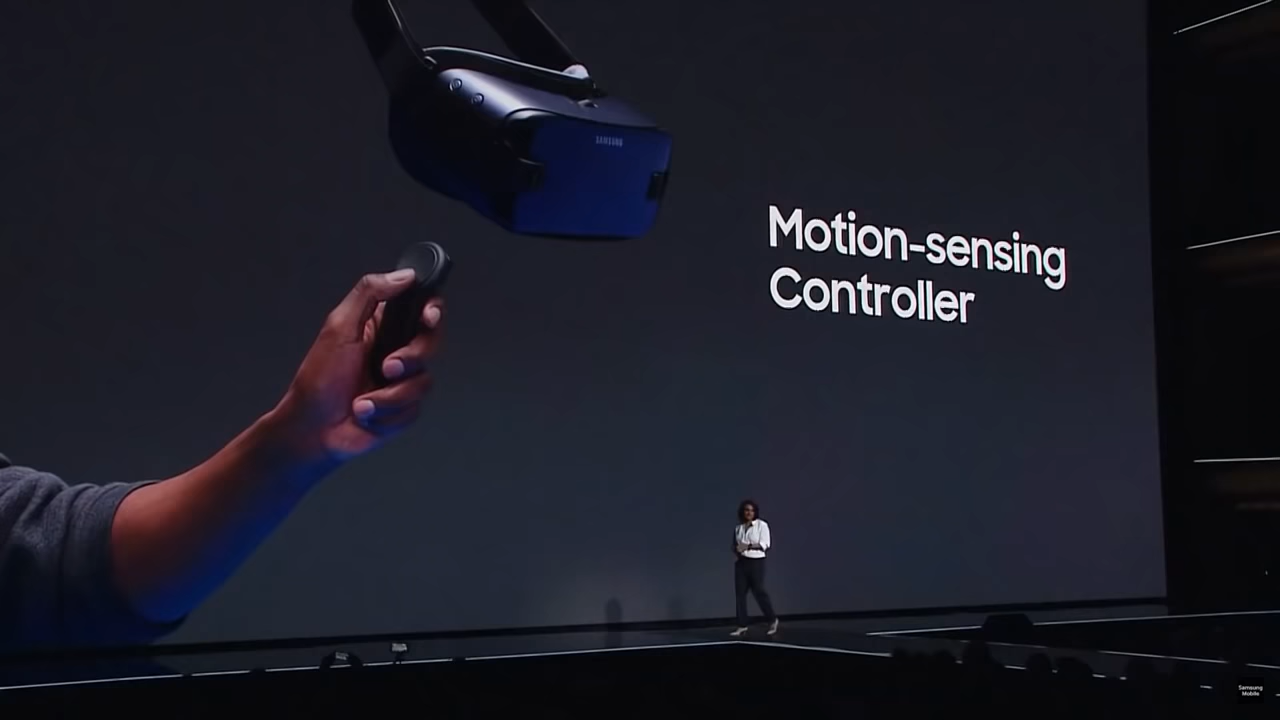 SAMSUNG
Motion-sensing
Controller
Samsung
Mobile